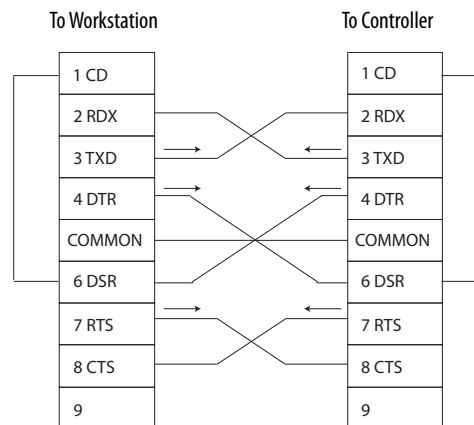 To Workstation
To Controller
1 CD
2 RDX
3 TXD
4 DTR
COMMON
6 DSR
7 RTS
8 CTS
9
1 CD
2 RDX
3 TXD
4 DTR
COMMON
6 DSR
7 RTS
8 CTS
9